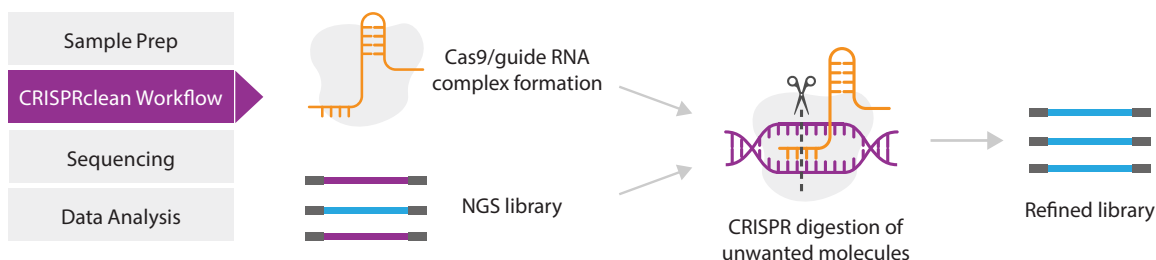 Sample Prep
CRISPRclean Workflow
Sequencing
Data Analysis
Cas9/guide RNA
complex formation
NGS library
CRISPR digestion of
unwanted molecules
Refined library